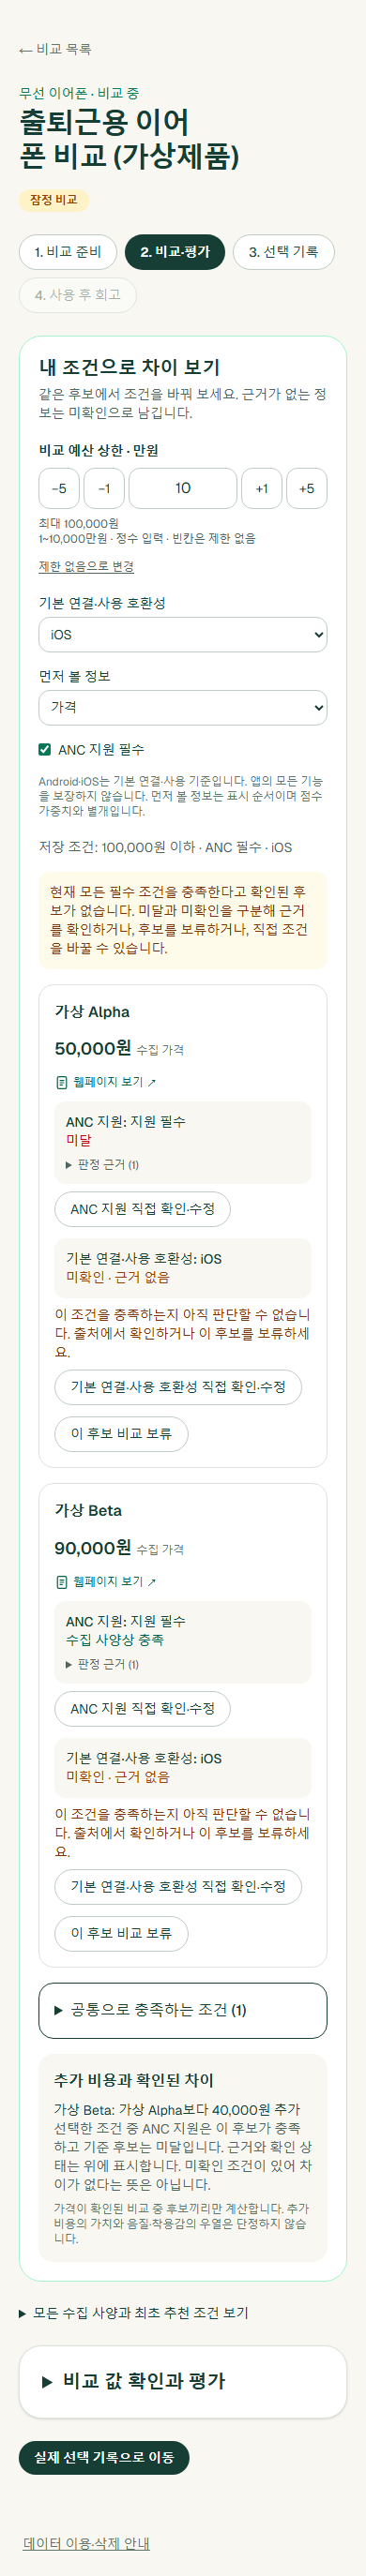 ← 비교 목록
무선 이어폰 · 비교 중
출퇴근용 이어
폰 비교 (가상제품)
잠정 비교
1. 비교 준비
2. 비교·평가
3. 선택 기록
4. 사용 후 회고
내 조건으로 차이 보기
같은 후보에서 조건을 바꿔 보세요. 근거가 없는 정
보는 미확인으로 남깁니다.
비교 예산 상한 · 만원
−5
−1
10
+1
+5
최대 100,000원
1~10,000만원 · 정수 입력 · 빈칸은 제한 없음
제한 없음으로 변경
기본 연결·사용 호환성
iOS
먼저 볼 정보
가격
ANC 지원 필수
Android·iOS는 기본 연결·사용 기준입니다. 앱의 모든 기능
을 보장하지 않습니다. 먼저 볼 정보는 표시 순서이며 점수
가중치와 별개입니다.
저장 조건: 100,000원 이하 · ANC 필수 · iOS
현재 모든 필수 조건을 충족한다고 확인된 후
보가 없습니다. 미달과 미확인을 구분해 근거
를 확인하거나, 후보를 보류하거나, 직접 조건
을 바꿀 수 있습니다.
가상 Alpha
50,000원 수집 가격
웹페이지 보기 ↗
ANC 지원: 지원 필수
미달
▶ 판정 근거 (1)
ANC 지원 직접 확인·수정
기본 연결·사용 호환성: iOS
미확인 · 근거 없음
이 조건을 충족하는지 아직 판단할 수 없습니
다. 출처에서 확인하거나 이 후보를 보류하세
요.
기본 연결·사용 호환성 직접 확인·수정
이 후보 비교 보류
가상 Beta
90,000원 수집 가격
웹페이지 보기 ↗
ANC 지원: 지원 필수
수집 사양상 충족
▶ 판정 근거 (1)
ANC 지원 직접 확인·수정
기본 연결·사용 호환성: iOS
미확인 · 근거 없음
이 조건을 충족하는지 아직 판단할 수 없습니
다. 출처에서 확인하거나 이 후보를 보류하세
요.
기본 연결·사용 호환성 직접 확인·수정
이 후보 비교 보류
▶ 공통으로 충족하는 조건 (1)
추가 비용과 확인된 차이
가상 Beta: 가상 Alpha보다 40,000원 추가
선택한 조건 중 ANC 지원은 이 후보가 충족
하고 기준 후보는 미달입니다. 근거와 확인 상
태는 위에 표시합니다. 미확인 조건이 있어 차
이가 없다는 뜻은 아닙니다.
가격이 확인된 비교 중 후보끼리만 계산합니다. 추가
비용의 가치와 음질·착용감의 우열은 단정하지 않습
니다.
▶ 모든 수집 사양과 최초 추천 조건 보기
▶ 비교 값 확인과 평가
실제 선택 기록으로 이동
데이터 이용·삭제 안내